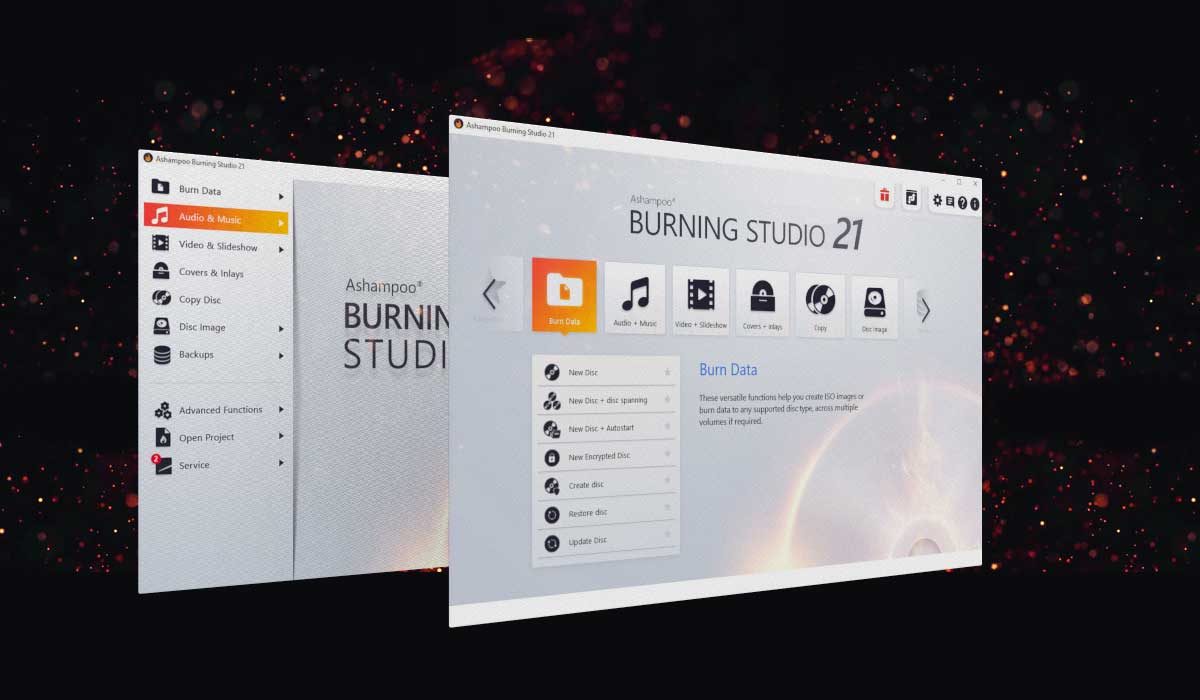 Ashampoo Burning Studio 21
Burn Data
Audio & Music
Video & Slideshow
Covers & Inlays
Copy Disc
Disc Image
Backups
Advanced Functions
Open Project
2
Service
Ashampoo®
BURNIN
STUDI
Ashampoo Burning Studio 21
Ashampoo®
BURNING STUDIO 21
Burn Data
Audio + Music
Video + Slideshow
Covers + Inlays
Copy
Disc Image
New Disc
New Disc + disc spanning
New Disc + Autostart
New Encrypted Disc
Create disc
Restore disc
Update Disc
Burn Data
These versatile functions help you create ISO images or
burn data to any supported disc type, across multiple
volumes if required.